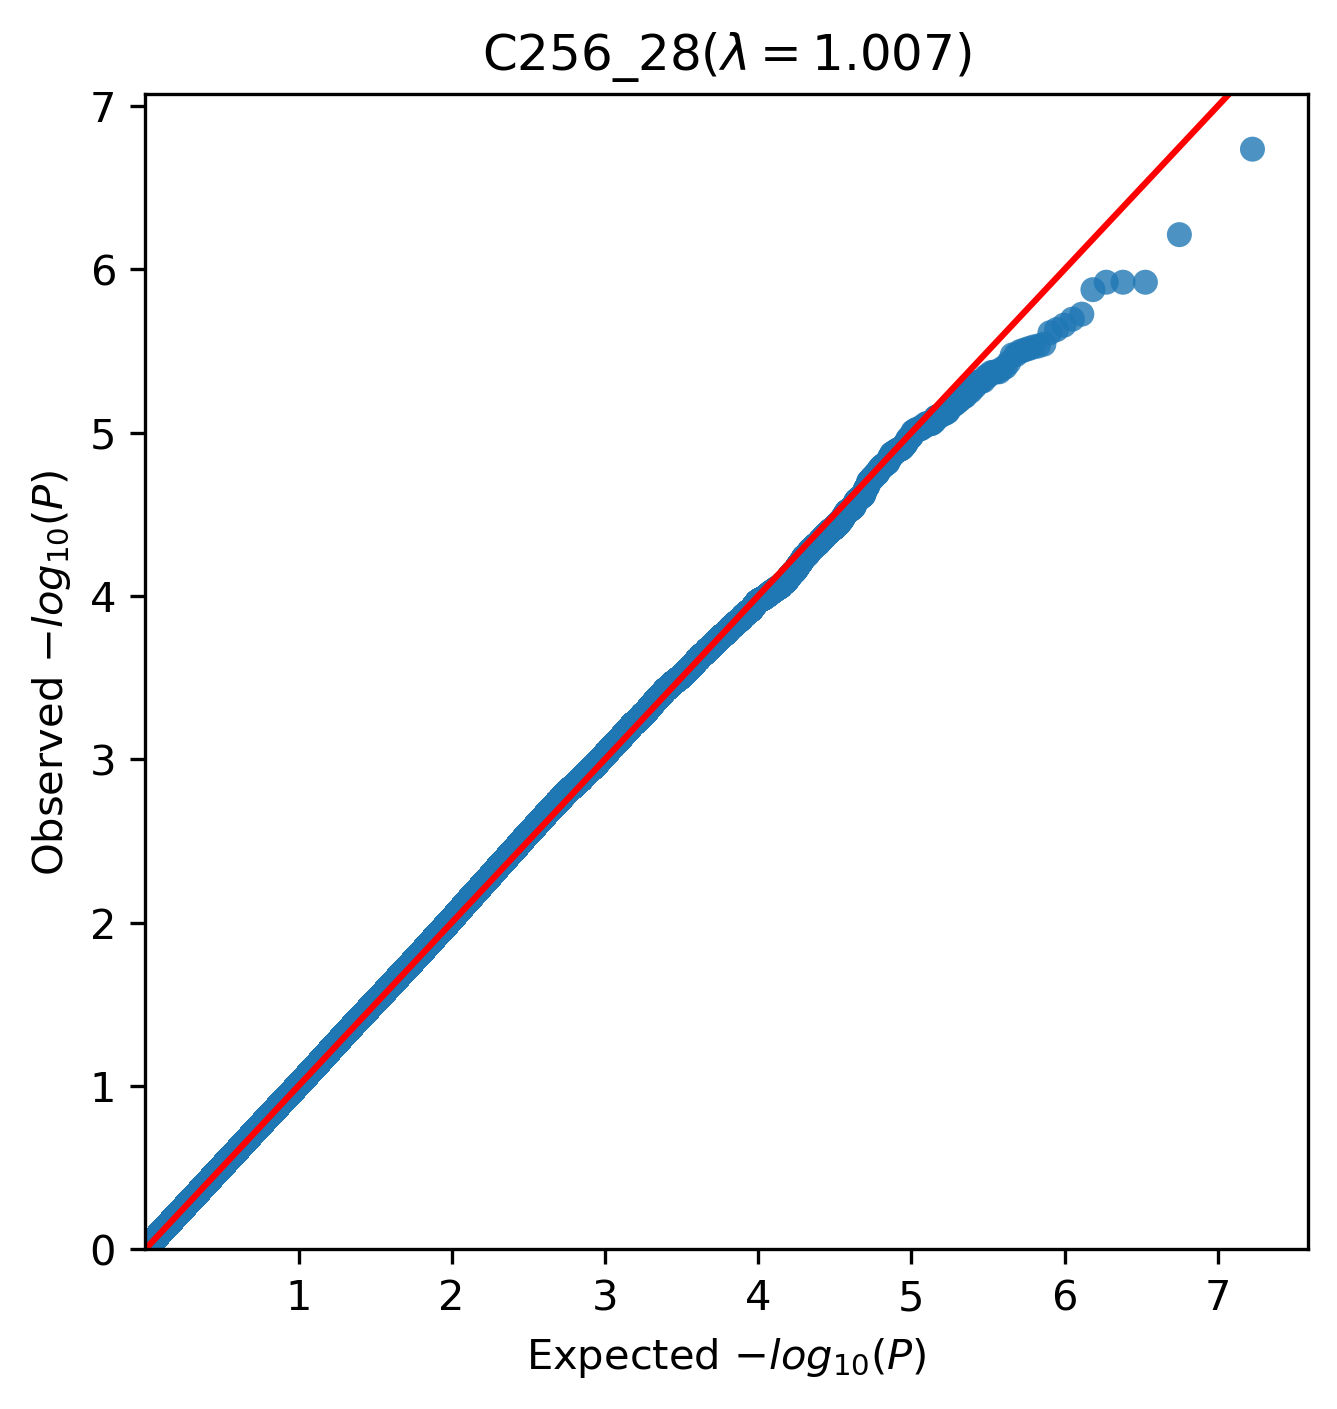 C256_28(λ = 1.007)
7
6
5
4
3
2
1
0
Observed −log₁₀(P)
1 2 3 4 5 6 7
Expected −log₁₀(P)